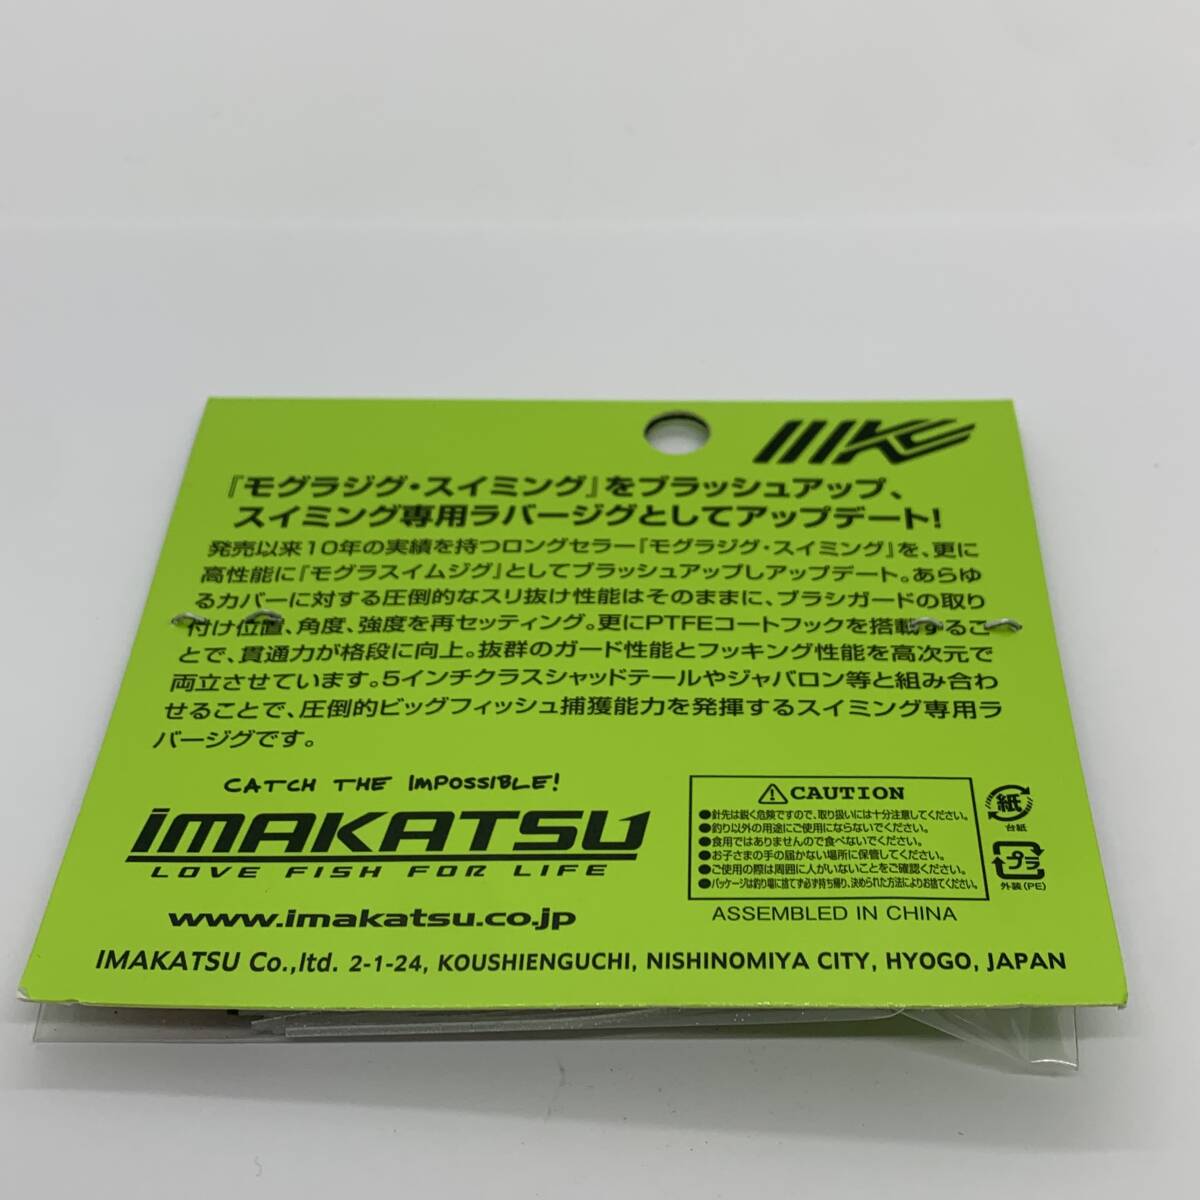 『モグラジグ・スイミング』をブラッシュアップ、
スイミング専用ラバージグとしてアップデート!
発売以来10年の実績を持つロングセラー『モグラジグ・スイミング』を、更に
高性能に『モグラスイムジグ』としてブラッシュアップしアップデート。あらゆ
るカバーに対する圧倒的なスリ抜け性能はそのままに、ブラシガードの取り
付け位置、角度、強度を再セッティング。更にPTFEコートフックを搭載するこ
とで、貫通力が格段に向上。抜群のガード性能とフッキング性能を高次元で
両立させています。5インチクラスシャッドテールやジャバロン等と組み合わ
せることで、圧倒的ビッグフィッシュ捕獲能力を発揮するスイミング専用ラ
バージグです。
CATCH THE IMPOSSIBLE!
IMAKATSU
LOVE FISH FOR LIFE
www.imakatsu.co.jp
⚠CAUTION
●針先は鋭く危険ですので、取り扱いには十分注意してください。
●釣り以外の用途にご使用にならないでください。
●食用ではありませんので食べないでください。
●お子さまの手の届かない場所に保管してください。
●ご使用の際は周囲に人がいないことをご確認ください。
●パッケージは釣り場に捨てず必ず持ち帰り、決められた方法によりお捨てください。
紙
台紙
プラ
外装(PE)
ASSEMBLED IN CHINA
IMAKATSU Co.,ltd. 2-1-24, KOUSHIENGUCHI, NISHINOMIYA CITY, HYOGO, JAPAN